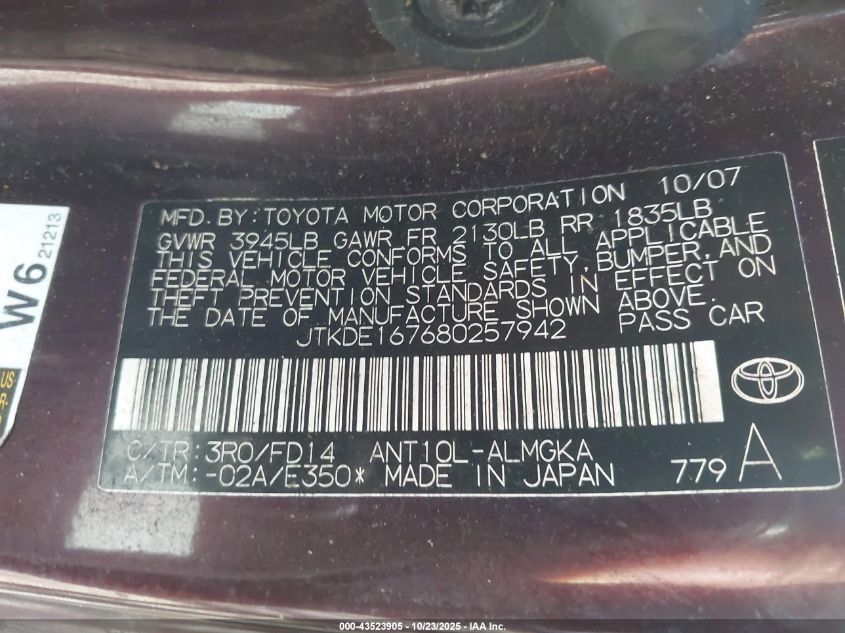 MFD. BY: TOYOTA MOTOR CORPORATION 10/07
GVWR 3945LB GAWR FR 2130LB RR 1835LB
THIS VEHICLE CONFORMS TO ALL APPLICABLE
FEDERAL MOTOR VEHICLE SAFETY, BUMPER, AND
THEFT PREVENTION STANDARDS IN EFFECT ON
THE DATE OF MANUFACTURE SHOWN ABOVE.
JTKDE167680257942 PASS CAR
C/TR: 3R0/FD14 ANT10L-ALMGKA
A/TM: -02A/E350* MADE IN JAPAN 779 A
W6
21213
US
R-
000-43523905 - 10/23/2025 - IAA, Inc.